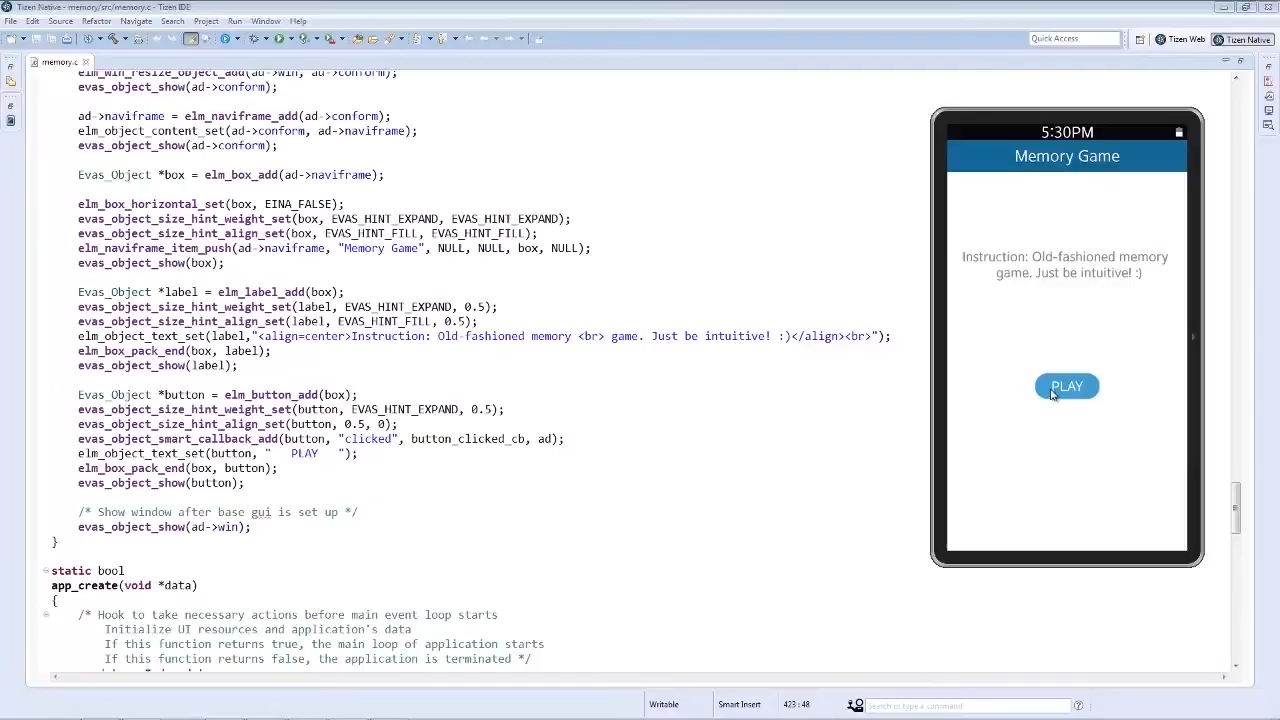 Tizen Native - memory/src/memory.c - Tizen IDE
File Edit Source Refactor Navigate Search Project Run Window Help
Quick Access
Tizen Web
Tizen Native
memory.c
elm_win_resize_object_add(ad->win, ad->conform);
evas_object_show(ad->conform);
ad->naviframe = elm_naviframe_add(ad->conform);
elm_object_content_set(ad->conform, ad->naviframe);
evas_object_show(ad->conform);
Evas_Object *box = elm_box_add(ad->naviframe);
elm_box_horizontal_set(box, EINA_FALSE);
evas_object_size_hint_weight_set(box, EVAS_HINT_EXPAND, EVAS_HINT_EXPAND);
evas_object_size_hint_align_set(box, EVAS_HINT_FILL, EVAS_HINT_FILL);
elm_naviframe_item_push(ad->naviframe, "Memory Game", NULL, NULL, box, NULL);
evas_object_show(box);
Evas_Object *label = elm_label_add(box);
evas_object_size_hint_weight_set(label, EVAS_HINT_EXPAND, 0.5);
evas_object_size_hint_align_set(label, EVAS_HINT_FILL, 0.5);
elm_object_text_set(label,"<align=center>Instruction: Old-fashioned memory <br> game. Just be intuitive! :)</align><br>");
elm_box_pack_end(box, label);
evas_object_show(label);
Evas_Object *button = elm_button_add(box);
evas_object_size_hint_weight_set(button, EVAS_HINT_EXPAND, 0.5);
evas_object_size_hint_align_set(button, 0.5, 0);
evas_object_smart_callback_add(button, "clicked", button_clicked_cb, ad);
elm_object_text_set(button, "   PLAY   ");
elm_box_pack_end(box, button);
evas_object_show(button);
/* Show window after base gui is set up */
evas_object_show(ad->win);
}
static bool
app_create(void *data)
{
/* Hook to take necessary actions before main event loop starts
Initialize UI resources and application's data
If this function returns true, the main loop of application starts
If this function returns false, the application is terminated */
5:30PM
Memory Game
Instruction: Old-fashioned memory
game. Just be intuitive! :)
PLAY
Writable
Smart Insert
423:48
Search or type a command